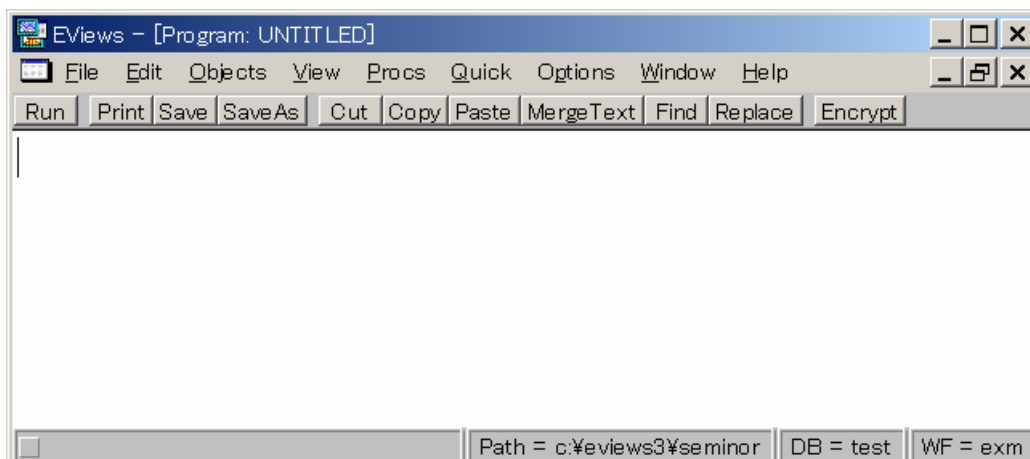 EViews - [Program: UNTITLED]
File Edit Objects View Procs Quick Options Window Help
Run Print Save SaveAs Cut Copy Paste MergeText Find Replace Encrypt
Path = c:¥eviews3¥seminor DB = test WF = exm